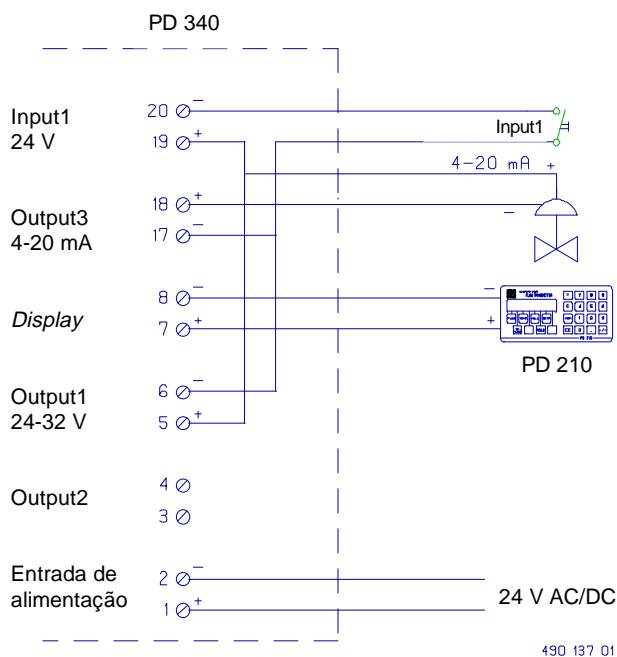 PD 340
Input1
24 V
20 −
19 +
Input1
4-20 mA +
−
Output3
4-20 mA
18 +
17 −
Display
8 −
7 +
−
+
PD 210
Output1
24-32 V
6 −
5 +
Output2
4
3
Entrada de
alimentação
2 −
1 +
24 V AC/DC
490 137 01